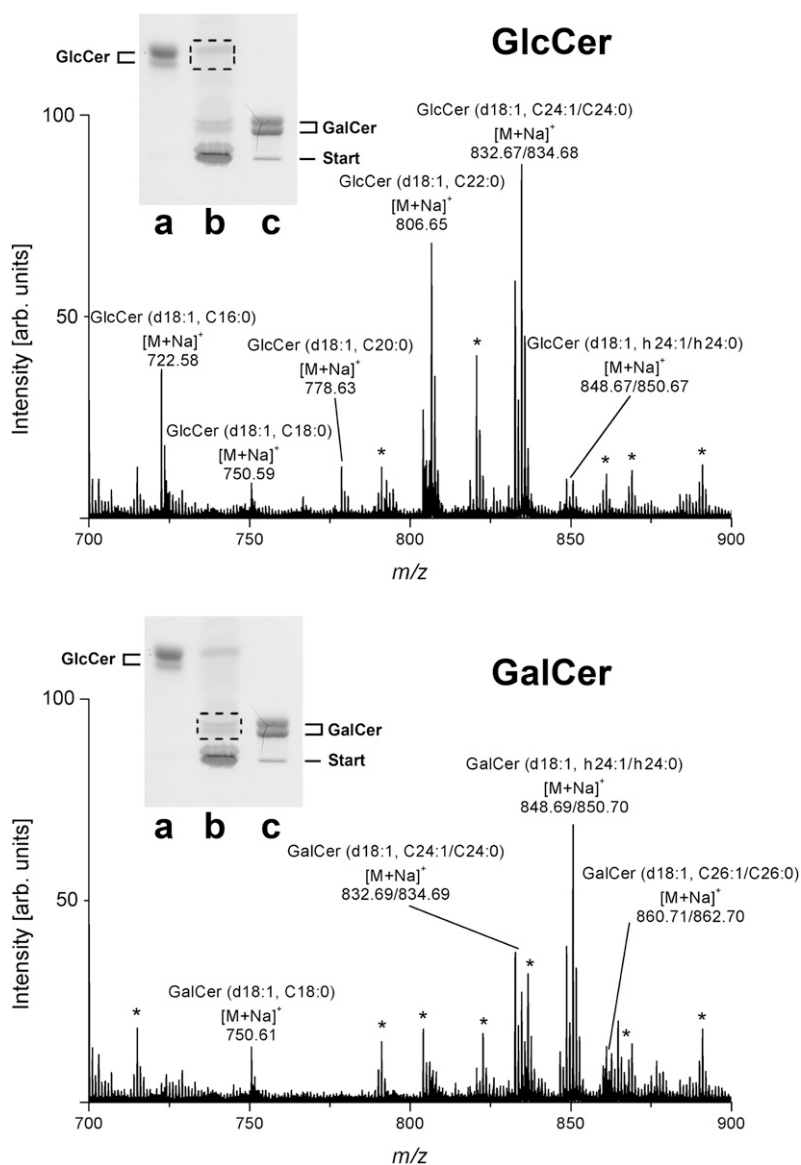 GlcCer
GlcCer
GalCer
Start
a b c
100
50
Intensity [arb. units]
GlcCer (d18:1, C24:1/C24:0)
[M+Na]+
832.67/834.68
GlcCer (d18:1, C22:0)
[M+Na]+
806.65
GlcCer (d18:1, C16:0)
[M+Na]+
722.58
GlcCer (d18:1, C20:0)
[M+Na]+
778.63
GlcCer (d18:1, C18:0)
[M+Na]+
750.59
GlcCer (d18:1, h24:1/h24:0)
[M+Na]+
848.67/850.67
* * * * *
700 750 800 850 900
m/z
GalCer
GlcCer
GalCer
Start
a b c
100
50
Intensity [arb. units]
GalCer (d18:1, h24:1/h24:0)
[M+Na]+
848.69/850.70
GalCer (d18:1, C24:1/C24:0)
[M+Na]+
832.69/834.69
GalCer (d18:1, C26:1/C26:0)
[M+Na]+
860.71/862.70
GalCer (d18:1, C18:0)
[M+Na]+
750.61
* * * * * * *
700 750 800 850 900
m/z